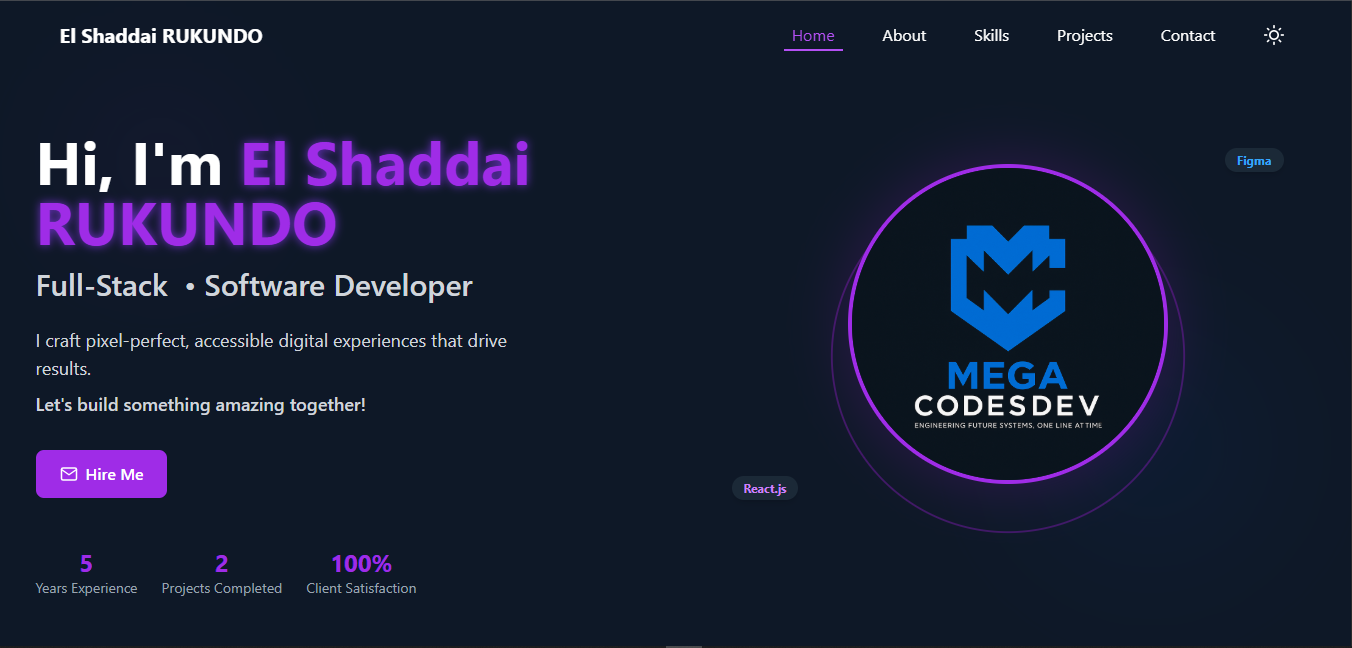 El Shaddai RUKUNDO
Home
About
Skills
Projects
Contact
Hi, I'm El Shaddai
RUKUNDO
Full-Stack • Software Developer
I craft pixel-perfect, accessible digital experiences that drive
results.
Let's build something amazing together!
Hire Me
5
Years Experience
2
Projects Completed
100%
Client Satisfaction
Figma
MEGA
CODESDEV
ENGINEERING FUTURE SYSTEMS, ONE LINE AT TIME
React.js